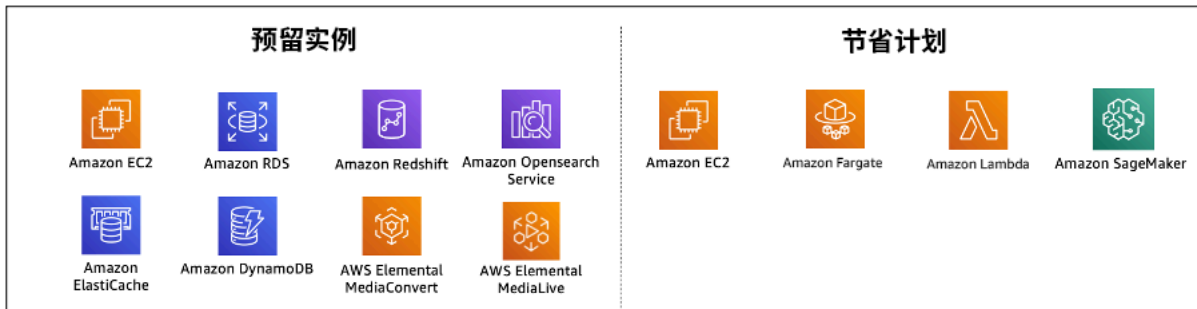 预留实例
节省计划
Amazon EC2
Amazon RDS
Amazon Redshift
Amazon Opensearch
Service
Amazon EC2
Amazon Fargate
Amazon Lambda
Amazon SageMaker
Amazon
ElastiCache
Amazon DynamoDB
AWS Elemental
MediaConvert
AWS Elemental
MediaLive